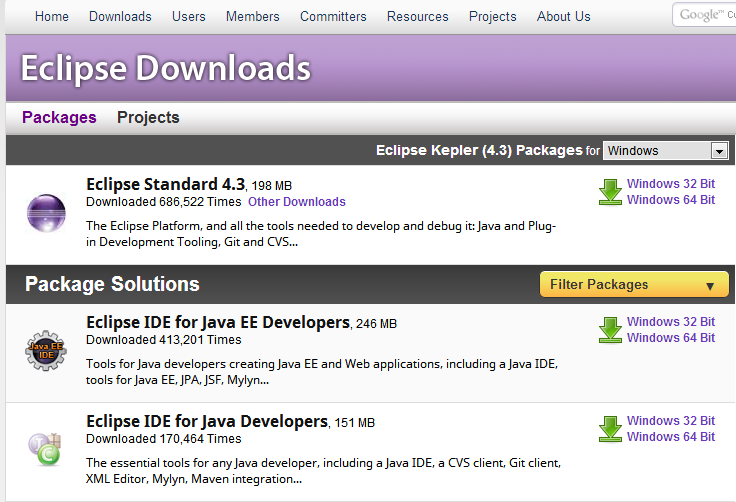 Home Downloads Users Members Committers Resources Projects About Us Google™
Eclipse Downloads
Packages Projects
Eclipse Kepler (4.3) Packages for Windows
Eclipse Standard 4.3, 198 MB
Downloaded 686,522 Times Other Downloads
The Eclipse Platform, and all the tools needed to develop and debug it: Java and Plug-
in Development Tooling, Git and CVS...
Windows 32 Bit
Windows 64 Bit
Package Solutions Filter Packages
Java EE
IDE
Eclipse IDE for Java EE Developers, 246 MB
Downloaded 413,201 Times
Tools for Java developers creating Java EE and Web applications, including a Java IDE,
tools for Java EE, JPA, JSF, Mylyn...
Windows 32 Bit
Windows 64 Bit
Eclipse IDE for Java Developers, 151 MB
Downloaded 170,464 Times
The essential tools for any Java developer, including a Java IDE, a CVS client, Git client,
XML Editor, Mylyn, Maven integration...
Windows 32 Bit
Windows 64 Bit